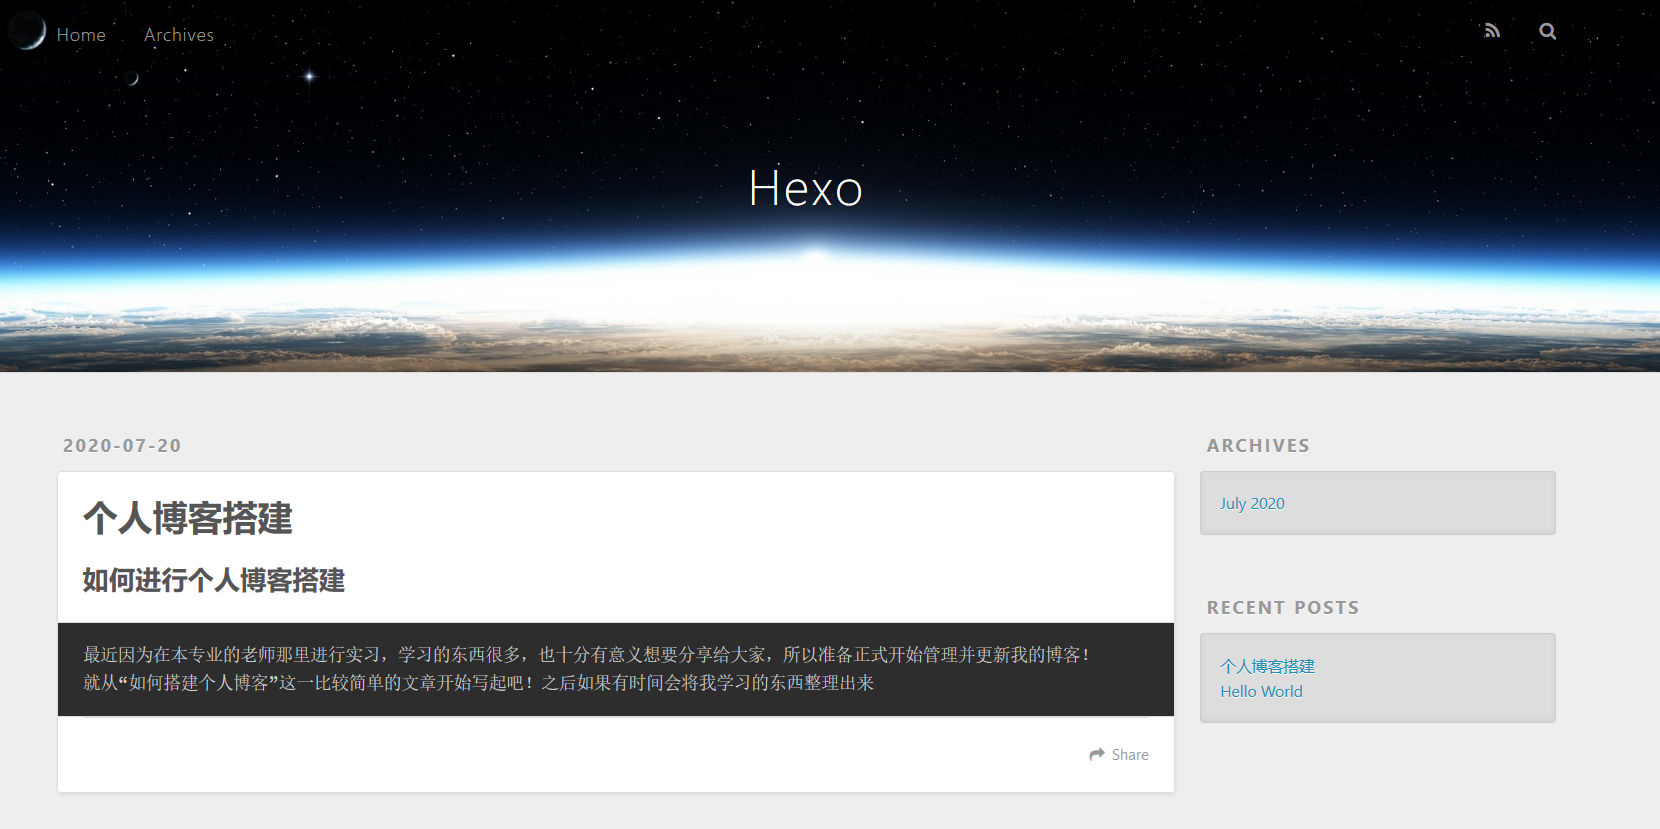 Home Archives
Hexo
2020-07-20
个人博客搭建
如何进行个人博客搭建
最近因为在本专业的老师那里进行实习，学习的东西很多，也十分有意义想要分享给大家，所以准备正式开始管理并更新我的博客！
就从“如何搭建个人博客”这一比较简单的文章开始写起吧！之后如果有时间会将我学习的东西整理出来
Share
ARCHIVES
July 2020
RECENT POSTS
个人博客搭建
Hello World